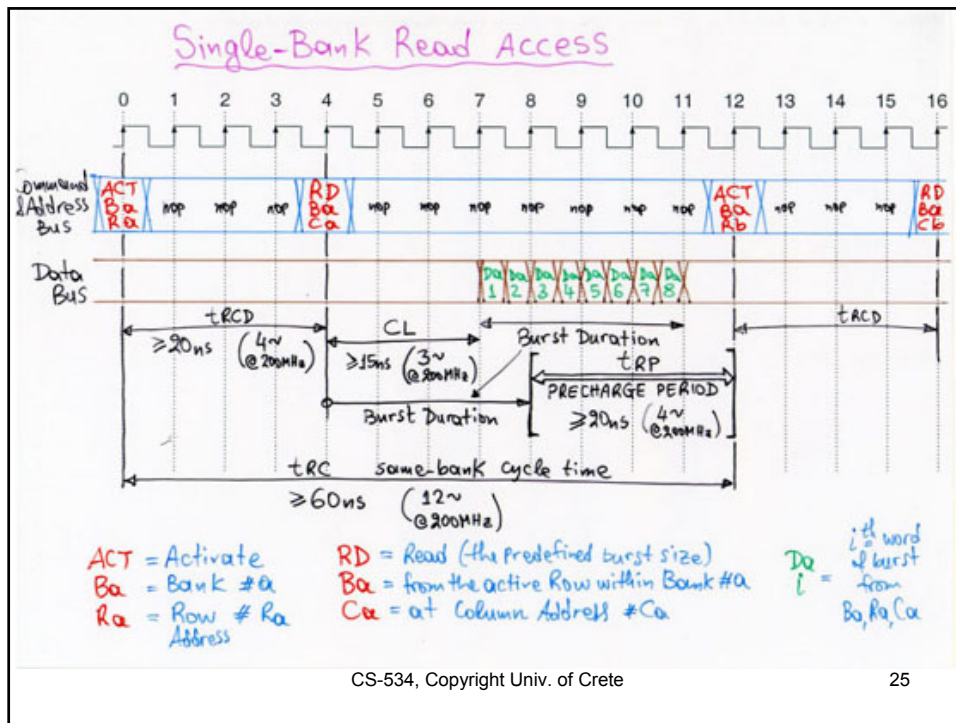 Single-Bank Read Access
0 1 2 3 4 5 6 7 8 9 10 11 12 13 14 15 16
Command
&Address
Bus
ACT
Ba
Ra
nop nop nop
RD
Ba
Ca
nop nop nop nop nop nop nop
ACT
Ba
Rb
nop nop nop
RD
Ba
Cb
Data
Bus
Da Da Da Da Da Da Da Da
1 2 3 4 5 6 7 8
tRCD
≥20ns (4~ @200MHz)
CL
≥15ns (3~ @200MHz)
Burst Duration
tRCD
tRP
PRECHARGE PERIOD
≥20ns (4~ @200MHz)
Burst Duration
tRC same-bank cycle time
≥60ns (12~ @200MHz)
ACT = Activate
Ba = Bank #a
Ra = Row # Ra
Address
RD = Read (the predefined burst size)
Ba = from the active Row within Bank #a
Ca = at Column Address #Ca
Da
i = ith word
of burst
from
Ba, Ra, Ca
CS-534, Copyright Univ. of Crete 25